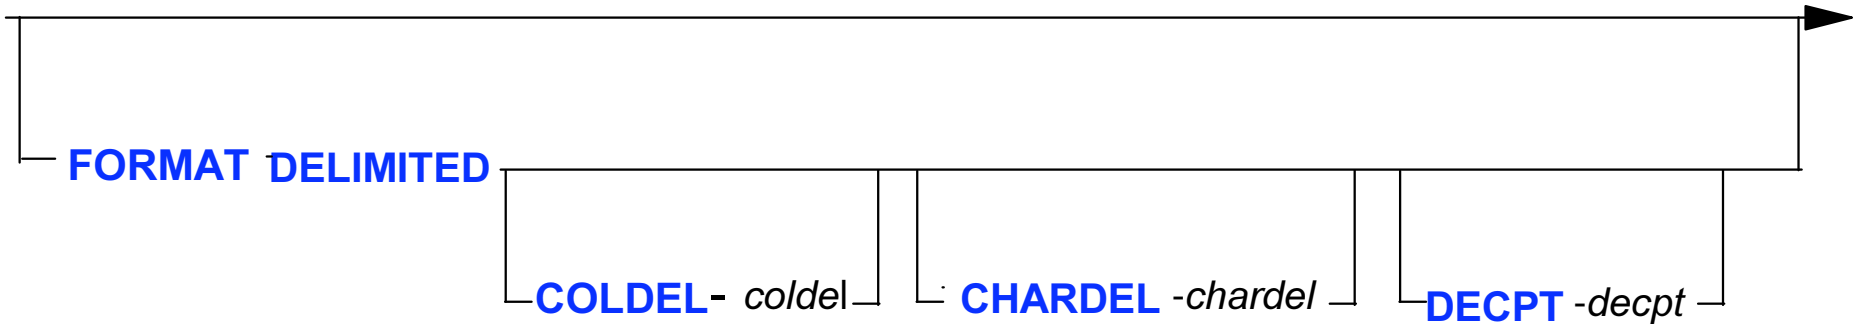 FORMAT DELIMITED
COLDEL- coldel CHARDEL -chardel DECPT -decpt